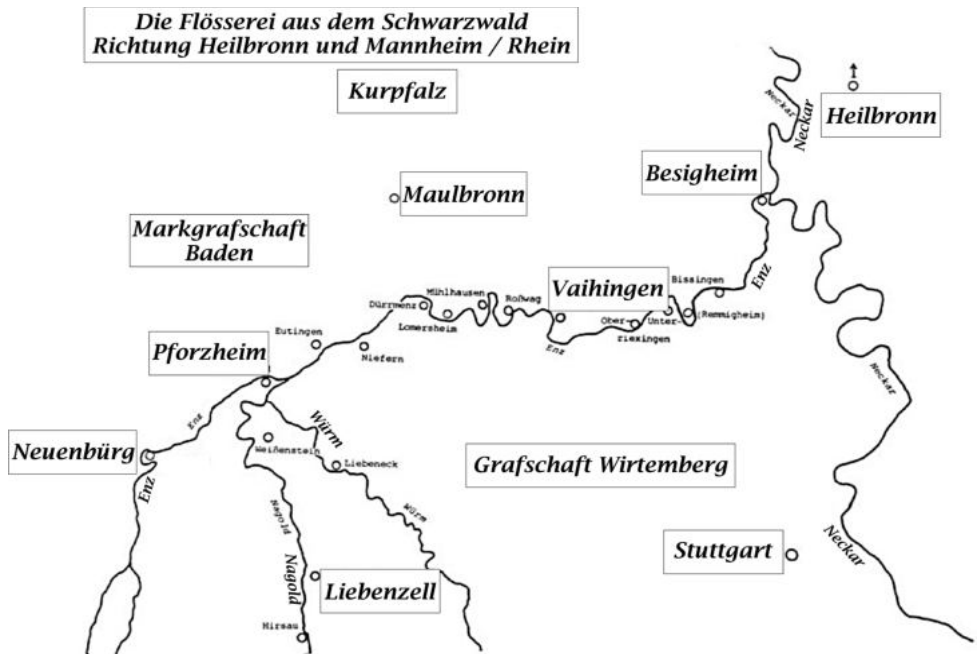 Die Flösserei aus dem Schwarzwald
Richtung Heilbronn und Mannheim / Rhein
Kurpfalz
Heilbronn
Neckar
Neckar
Besigheim
Maulbronn
Markgrafschaft
Baden
Enz
Bissingen
Vaihingen
Mühlhausen
Roßwag
Dürrmenz
Lomersheim
Ober-
Unter-
(Remmigheim)
riexingen
Enz
Eutingen
Niefern
Pforzheim
Neckar
Enz
Würm
Neuenbürg
Weißenstein
Liebeneck
Grafschaft Wirtemberg
Enz
Nagold
Würm
Stuttgart
Neckar
Nagold
Liebenzell
Hirsau